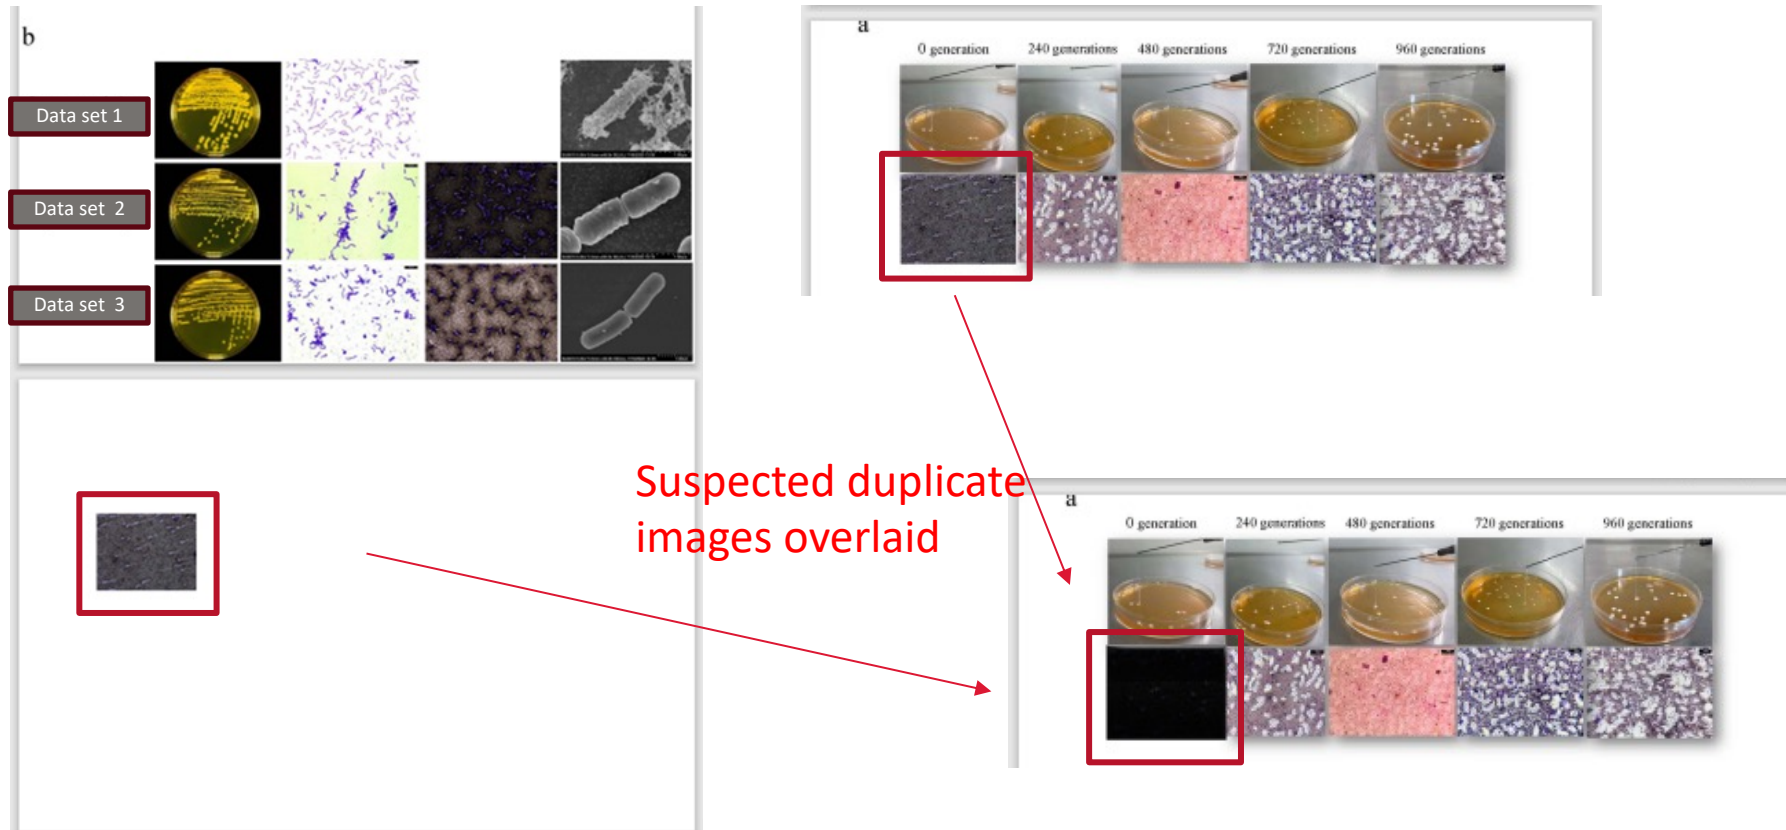 b
Data set 1
Data set 2
Data set 3
a
0 generation 240 generations 480 generations 720 generations 960 generations
Suspected duplicate
images overlaid
a
0 generation 240 generations 480 generations 720 generations 960 generations